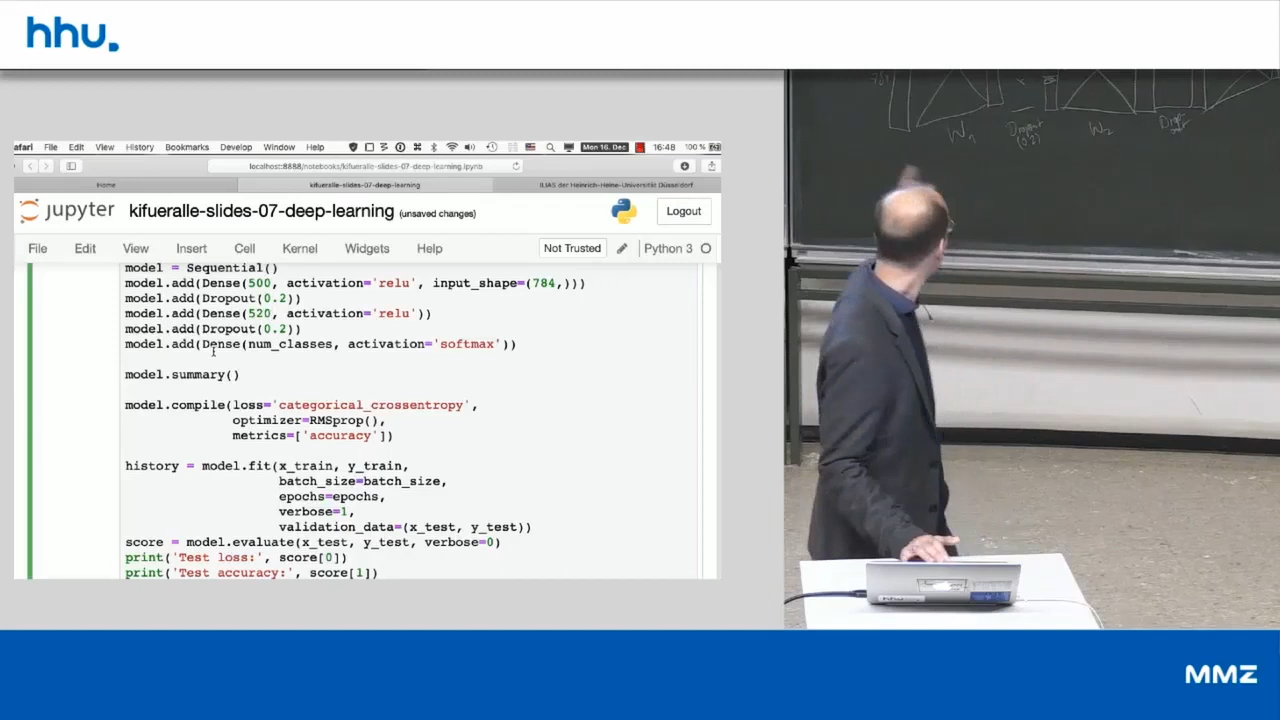 hhu.
afari File Edit View History Bookmarks Develop Window Help Mon 16. Dec 16:48 100 %
localhost:8888/notebooks/kifueralle-slides-07-deep-learning.ipynb
Home kifueralle-slides-07-deep-learning ILIAS der Heinrich-Heine-Universität Düsseldorf
jupyter kifueralle-slides-07-deep-learning (unsaved changes) Logout
File Edit View Insert Cell Kernel Widgets Help Not Trusted Python 3
model = Sequential()
model.add(Dense(500, activation='relu', input_shape=(784,)))
model.add(Dropout(0.2))
model.add(Dense(520, activation='relu'))
model.add(Dropout(0.2))
model.add(Dense(num_classes, activation='softmax'))
model.summary()
model.compile(loss='categorical_crossentropy',
optimizer=RMSprop(),
metrics=['accuracy'])
history = model.fit(x_train, y_train,
batch_size=batch_size,
epochs=epochs,
verbose=1,
validation_data=(x_test, y_test))
score = model.evaluate(x_test, y_test, verbose=0)
print('Test loss:', score[0])
print('Test accuracy:', score[1])
W1 Dropout W2 Drop-
(0.2) out
hhu
MMZ